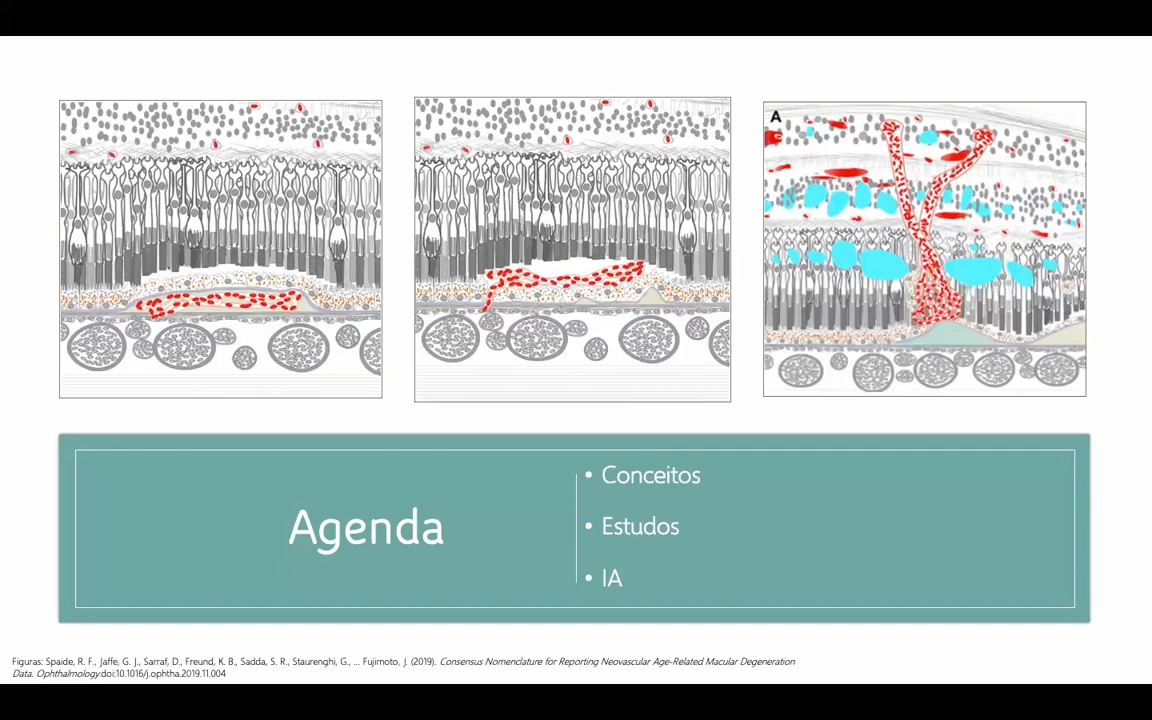 A
Agenda
• Conceitos
• Estudos
• IA
Figuras: Spaide, R. F., Jaffe, G. J., Sarraf, D., Freund, K. B., Sadda, S. R., Staurenghi, G., ... Fujimoto, J. (2019). Consensus Nomenclature for Reporting Neovascular Age-Related Macular Degeneration
Data. Ophthalmology.doi:10.1016/j.ophtha.2019.11.004